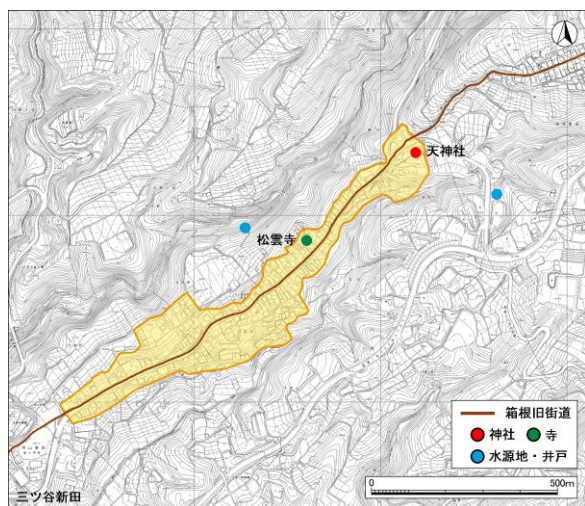 天神社
松雲寺
箱根旧街道
神社 寺
水源地・井戸
0 500m
三ツ谷新田